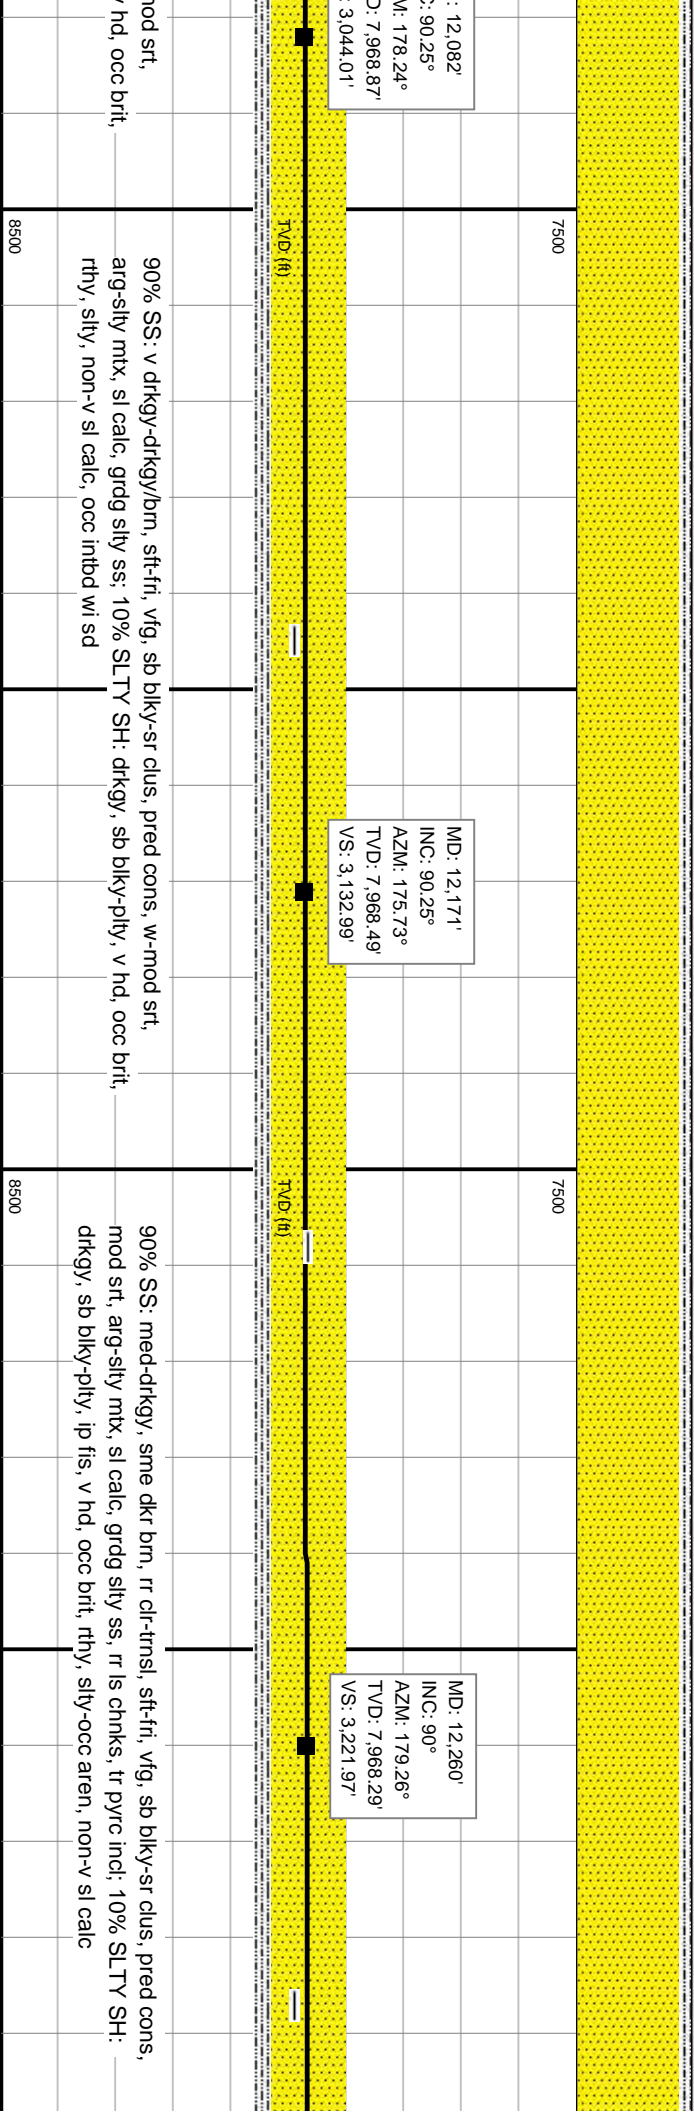 : 12,082'
C: 90.25°
M: 178.24°
D: 7,968.87'
: 3,044.01'
nod srt,
hd, occ brit,
7500
TVD (ft)
8500
90% SS: v drkgy-drkgy/brn, sft-fri, vfg, sb blky-sr clus, pred cons, w-mod srt,
arg-slty mtx, sl calc, grdg slty ss; 10% SLTY SH: drkgy, sb blky-plty, v hd, occ brit,
rthy, slty, non-v sl calc, occ intbd wi sd
MD: 12,171'
INC: 90.25°
AZM: 175.73°
TVD: 7,968.49'
VS: 3,132.99'
7500
TVD (ft)
8500
90% SS: med-drkgy, sme dkr brn, rr clr-trnsl, sft-fri, vfg, sb blky-sr clus, pred cons,
mod srt, arg-slty mtx, sl calc, grdg slty ss, rr ls chnks, tr pyrc incl; 10% SLTY SH:
drkgy, sb blky-plty, ip fis, v hd, occ brit, rthy, slty-occ aren, non-v sl calc
MD: 12,260'
INC: 90°
AZM: 179.26°
TVD: 7,968.29'
VS: 3,221.97'